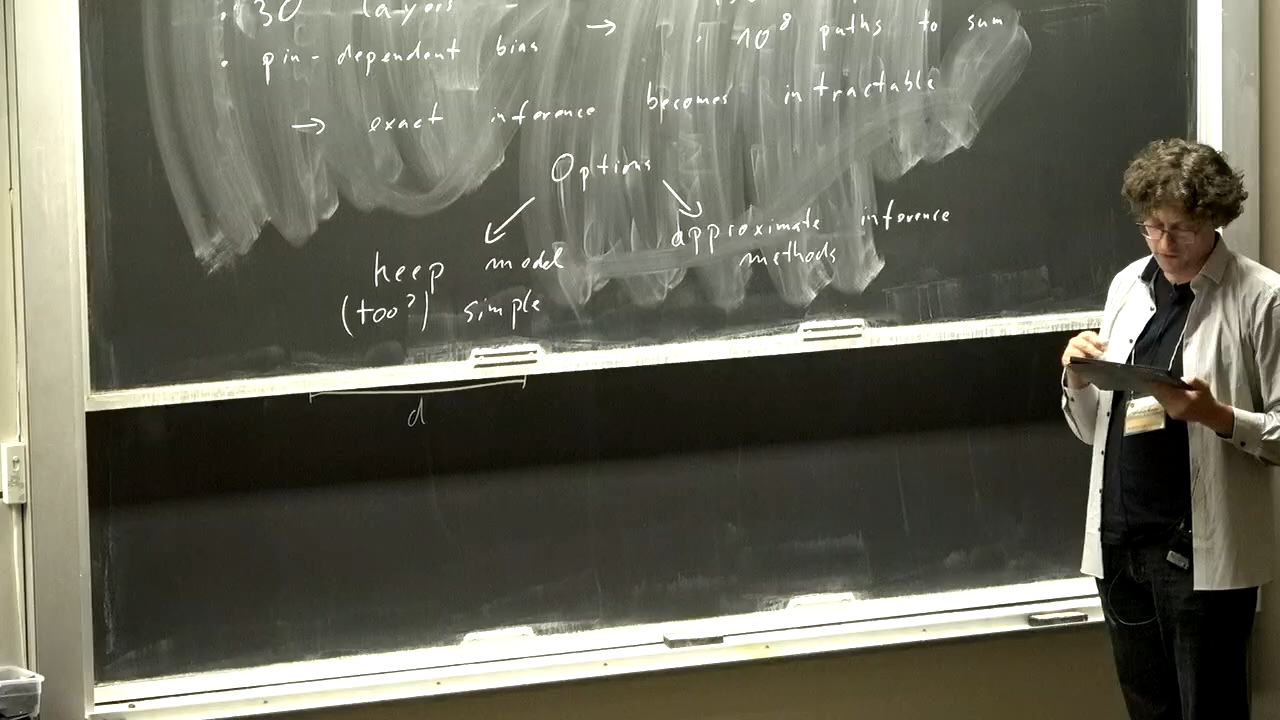 · 30 layers
· pin-dependent bias → · 10⁸ paths to sum
→ exact inference becomes intractable
Options
keep model (too?) simple
approximate inference methods
d